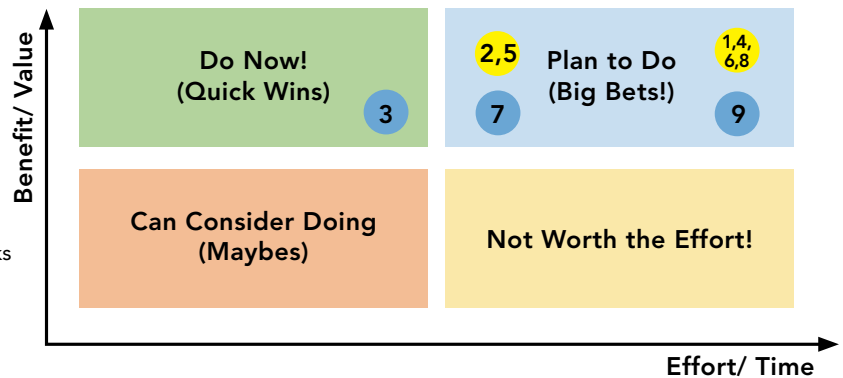 Benefit/ Value
Do Now!
(Quick Wins)
3
2,5
Plan to Do
(Big Bets!)
1,4,
6,8
7
9
Can Consider Doing
(Maybes)
Not Worth the Effort!
Effort/ Time